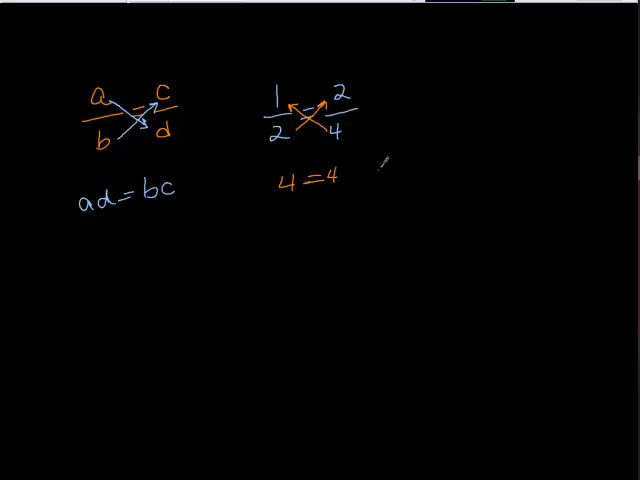 a/b = c/d
ad = bc
1/2 = 2/4
4 = 4